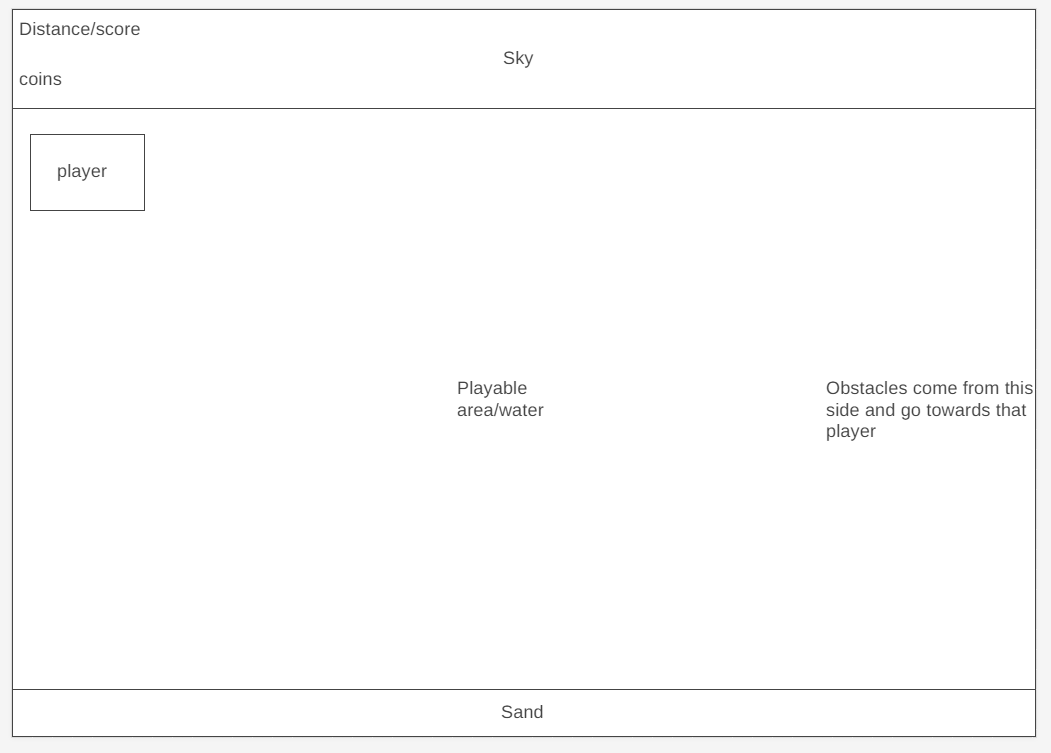 Distance/score
Sky
coins
player
Playable
area/water
Obstacles come from this
side and go towards that
player
Sand